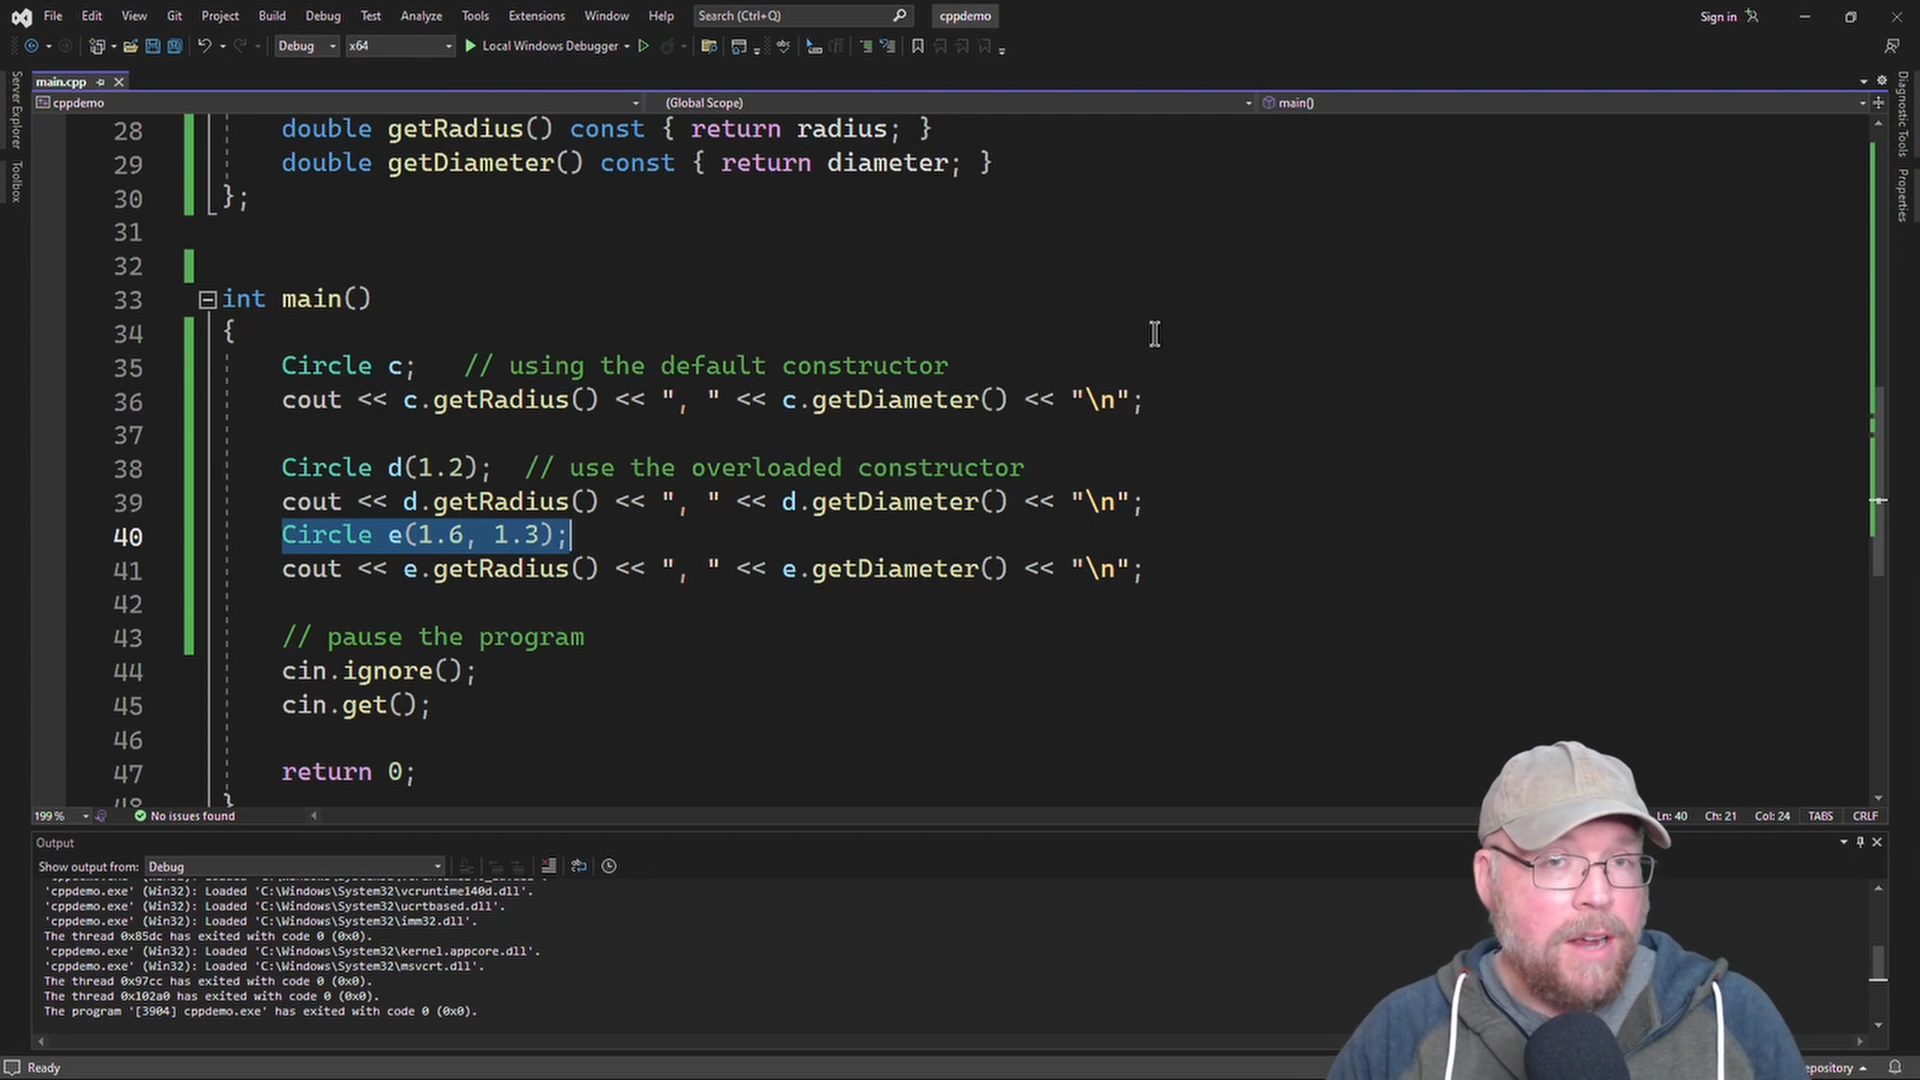 File Edit View Git Project Build Debug Test Analyze Tools Extensions Window Help Search (Ctrl+Q) cppdemo Sign in
Debug x64 Local Windows Debugger
main.cpp
cppdemo (Global Scope) main()
Server Explorer
Toolbox
Diagnostic Tools
Properties
28 double getRadius() const { return radius; }
29 double getDiameter() const { return diameter; }
30 };
31
32
33 int main()
34 {
35 Circle c; // using the default constructor
36 cout << c.getRadius() << ", " << c.getDiameter() << "\n";
37
38 Circle d(1.2); // use the overloaded constructor
39 cout << d.getRadius() << ", " << d.getDiameter() << "\n";
40 Circle e(1.6, 1.3);
41 cout << e.getRadius() << ", " << e.getDiameter() << "\n";
42
43 // pause the program
44 cin.ignore();
45 cin.get();
46
47 return 0;
48 }
199 % No issues found Ln: 40 Ch: 21 Col: 24 TABS CRLF
Output
Show output from: Debug
'cppdemo.exe' (Win32): Loaded 'C:\Windows\System32\vcruntime140d.dll'.
'cppdemo.exe' (Win32): Loaded 'C:\Windows\System32\ucrtbased.dll'.
'cppdemo.exe' (Win32): Loaded 'C:\Windows\System32\imm32.dll'.
The thread 0x85dc has exited with code 0 (0x0).
'cppdemo.exe' (Win32): Loaded 'C:\Windows\System32\kernel.appcore.dll'.
'cppdemo.exe' (Win32): Loaded 'C:\Windows\System32\msvcrt.dll'.
The thread 0x97cc has exited with code 0 (0x0).
The thread 0x102a0 has exited with code 0 (0x0).
The program '[3904] cppdemo.exe' has exited with code 0 (0x0).
Ready epository